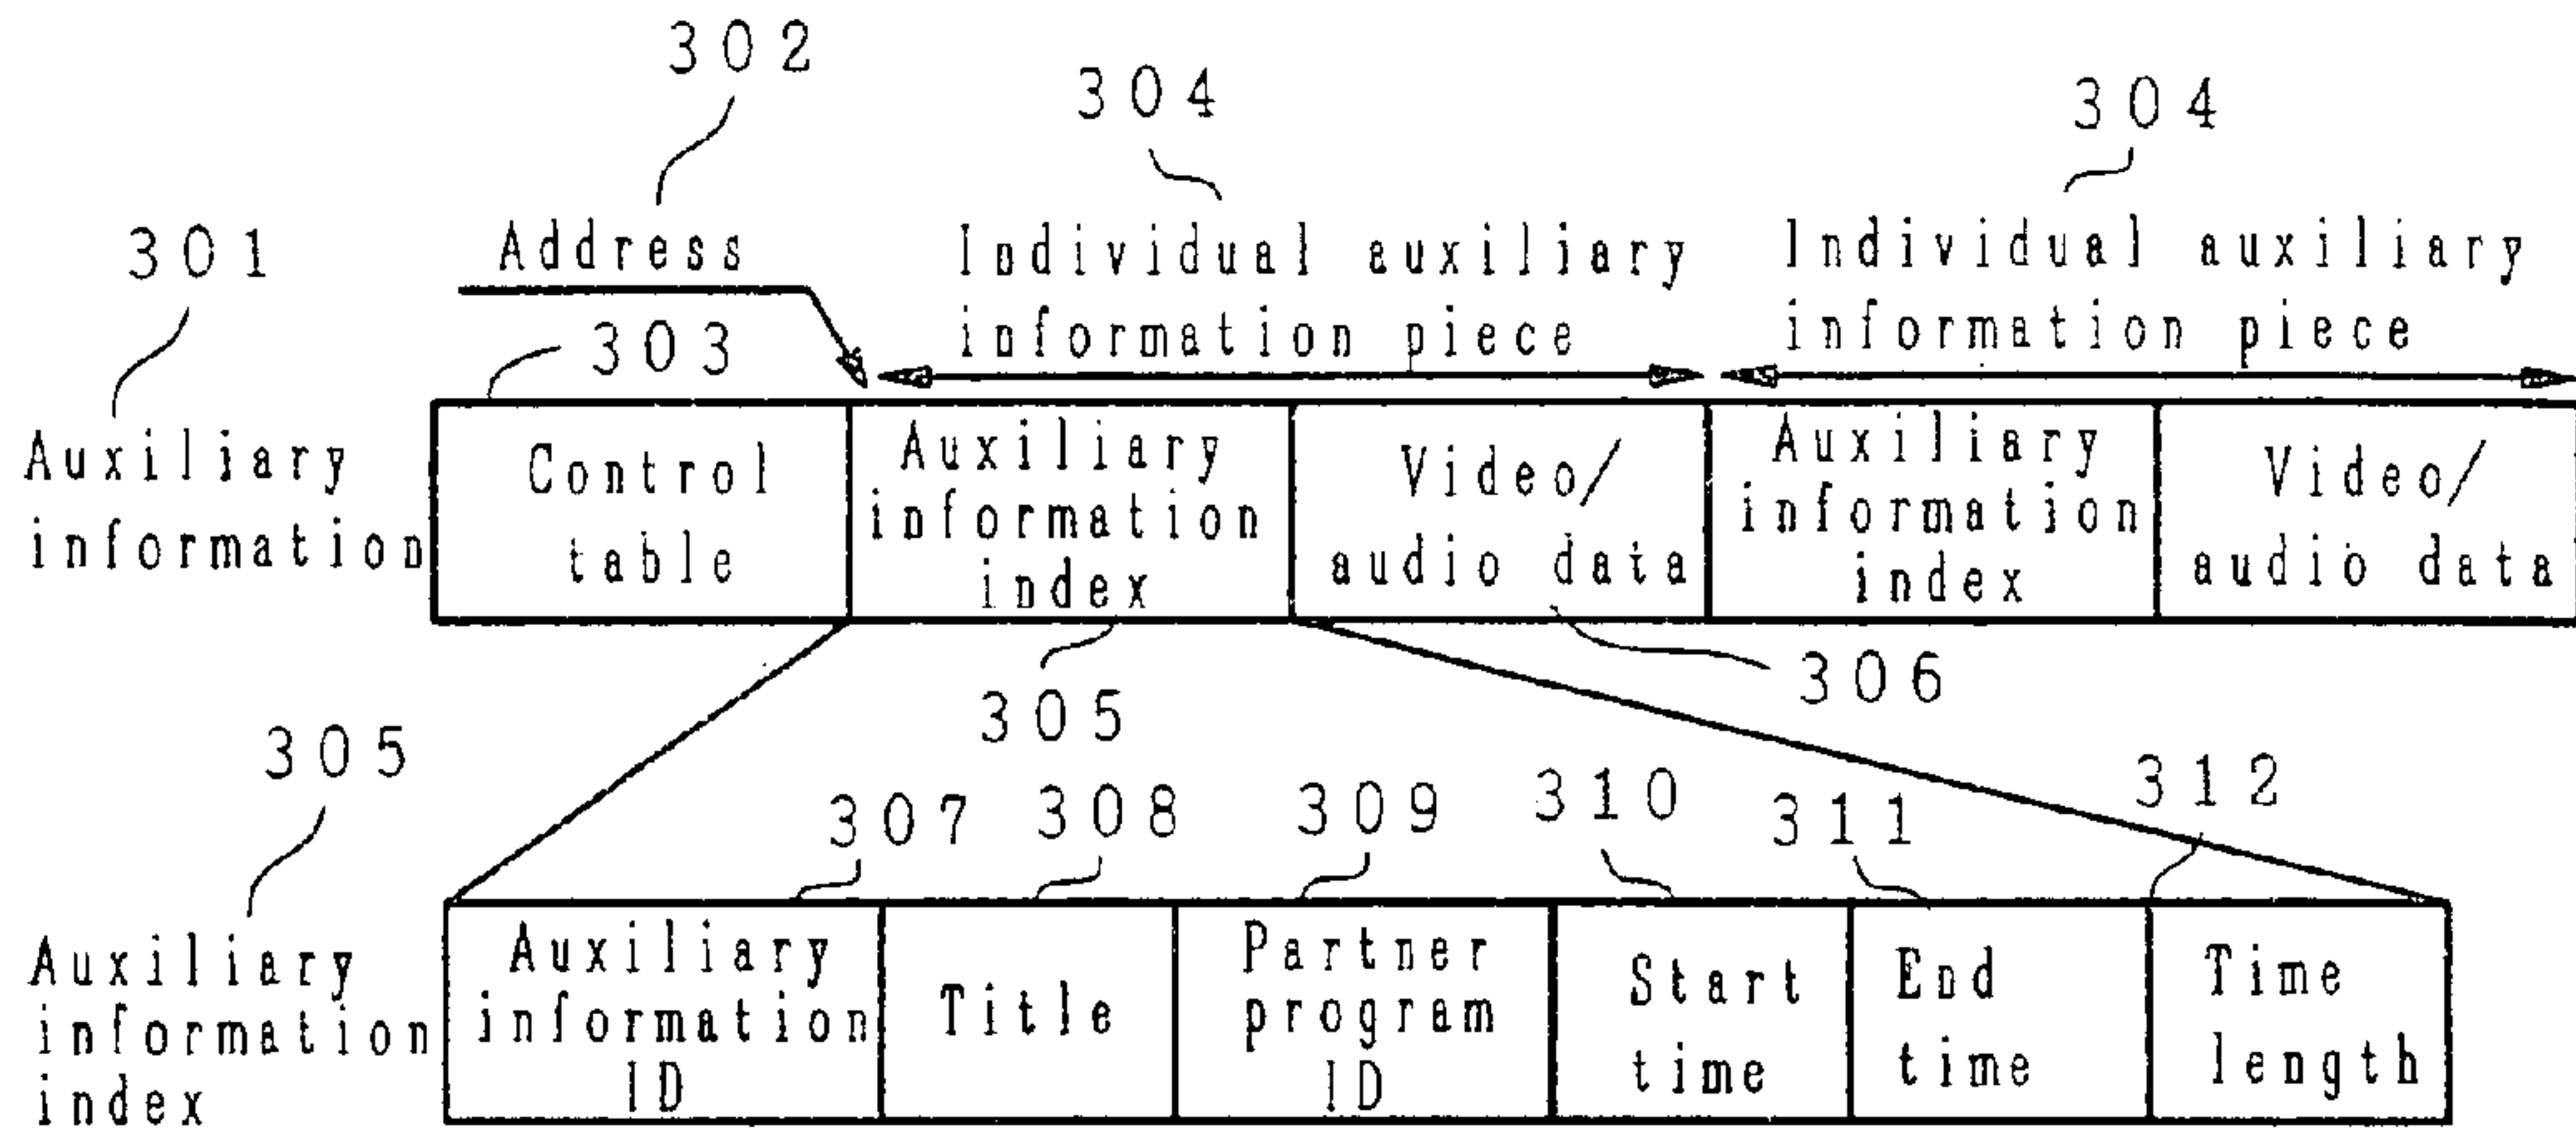 302
304
304
301
Address
Individual auxiliary
information piece
Individual auxiliary
information piece
303
Auxiliary
information
Control
table
Auxiliary
information
index
Video/
audio data
Auxiliary
information
index
Video/
audio data
305
306
305
307
308
309
310
311
312
Auxiliary
information
index
Auxiliary
information
ID
Title
Partner
program
ID
Start
time
End
time
Time
length